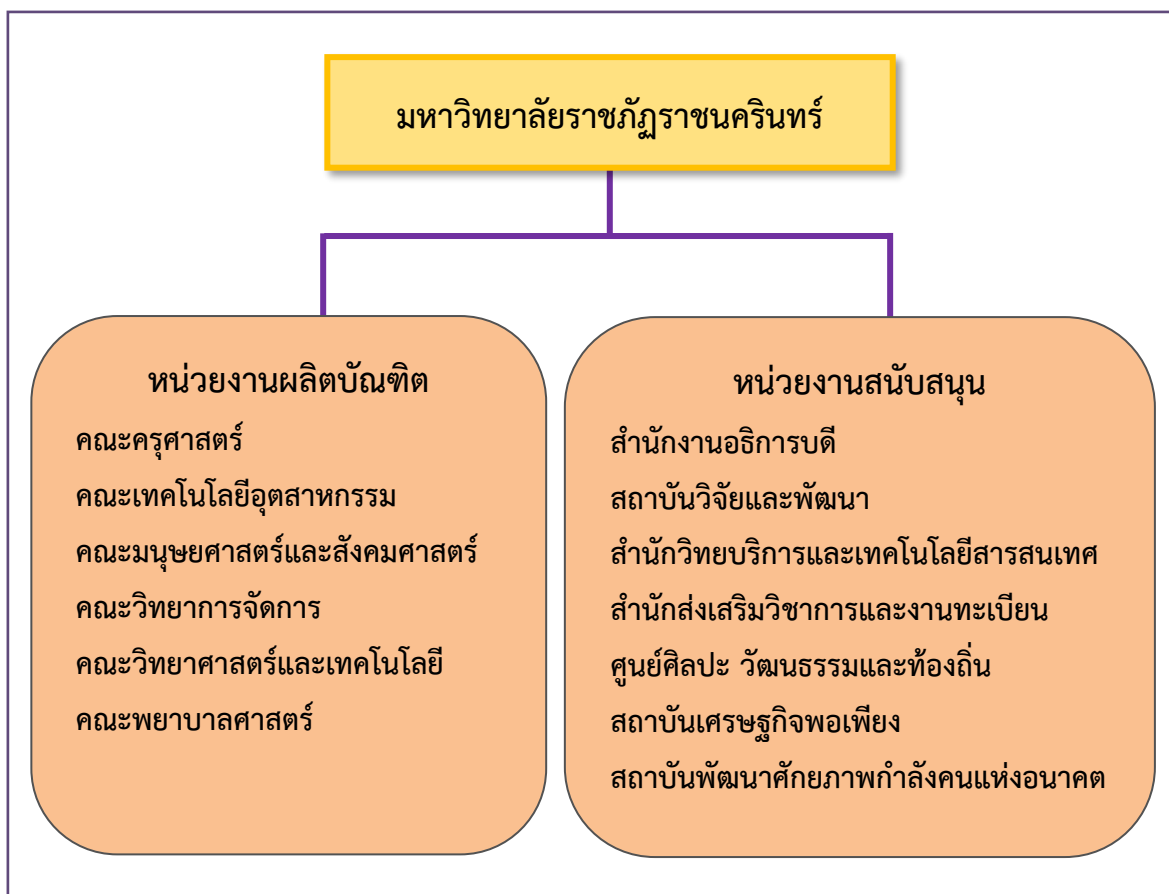 มหาวิทยาลัยราชภัฏราชนครินทร์
หน่วยงานผลิตบัณฑิต
คณะครุศาสตร์
คณะเทคโนโลยีอุตสาหกรรม
คณะมนุษยศาสตร์และสังคมศาสตร์
คณะวิทยาการจัดการ
คณะวิทยาศาสตร์และเทคโนโลยี
คณะพยาบาลศาสตร์
หน่วยงานสนับสนุน
สำนักงานอธิการบดี
สถาบันวิจัยและพัฒนา
สำนักวิทยบริการและเทคโนโลยีสารสนเทศ
สำนักส่งเสริมวิชาการและงานทะเบียน
ศูนย์ศิลปะ วัฒนธรรมและท้องถิ่น
สถาบันเศรษฐกิจพอเพียง
สถาบันพัฒนาศักยภาพกำลังคนแห่งอนาคต